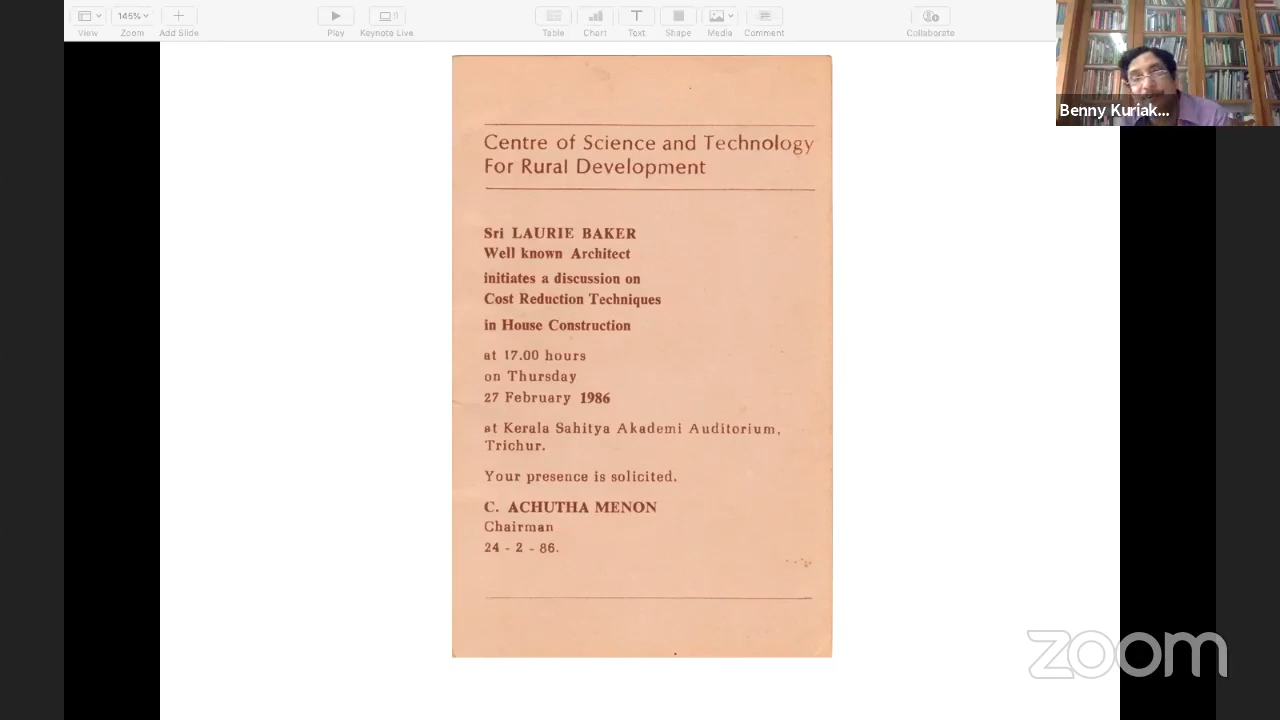 145%
View
Zoom
Add Slide
Play
Keynote Live
Table
Chart
Text
Shape
Media
Comment
Collaborate
Benny Kuriak...
Centre of Science and Technology
For Rural Development
Sri LAURIE BAKER
Well known Architect
initiates a discussion on
Cost Reduction Techniques
in House Construction
at 17.00 hours
on Thursday
27 February 1986
at Kerala Sahitya Akademi Auditorium,
Trichur.
Your presence is solicited.
C. ACHUTHA MENON
Chairman
24 - 2 - 86.
zoom